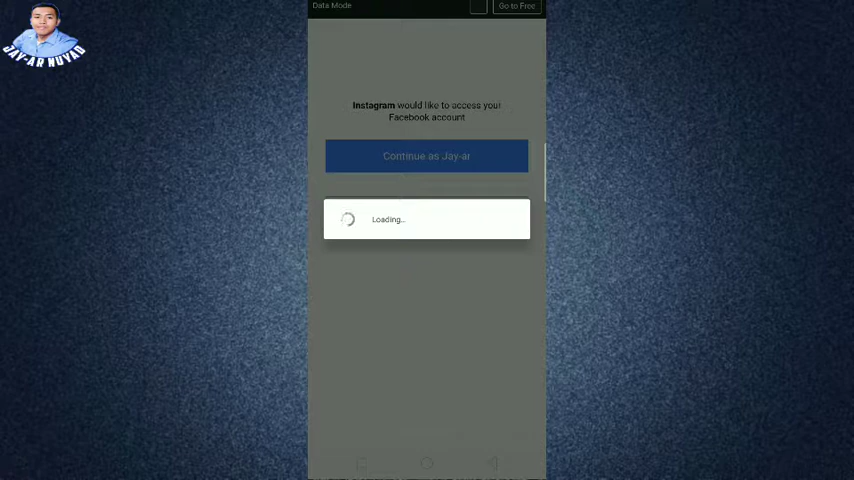 Data Mode
Go to Free
JAY-AR NUYAD
Instagram would like to access your
Facebook account
Continue as Jay-ar
Loading...